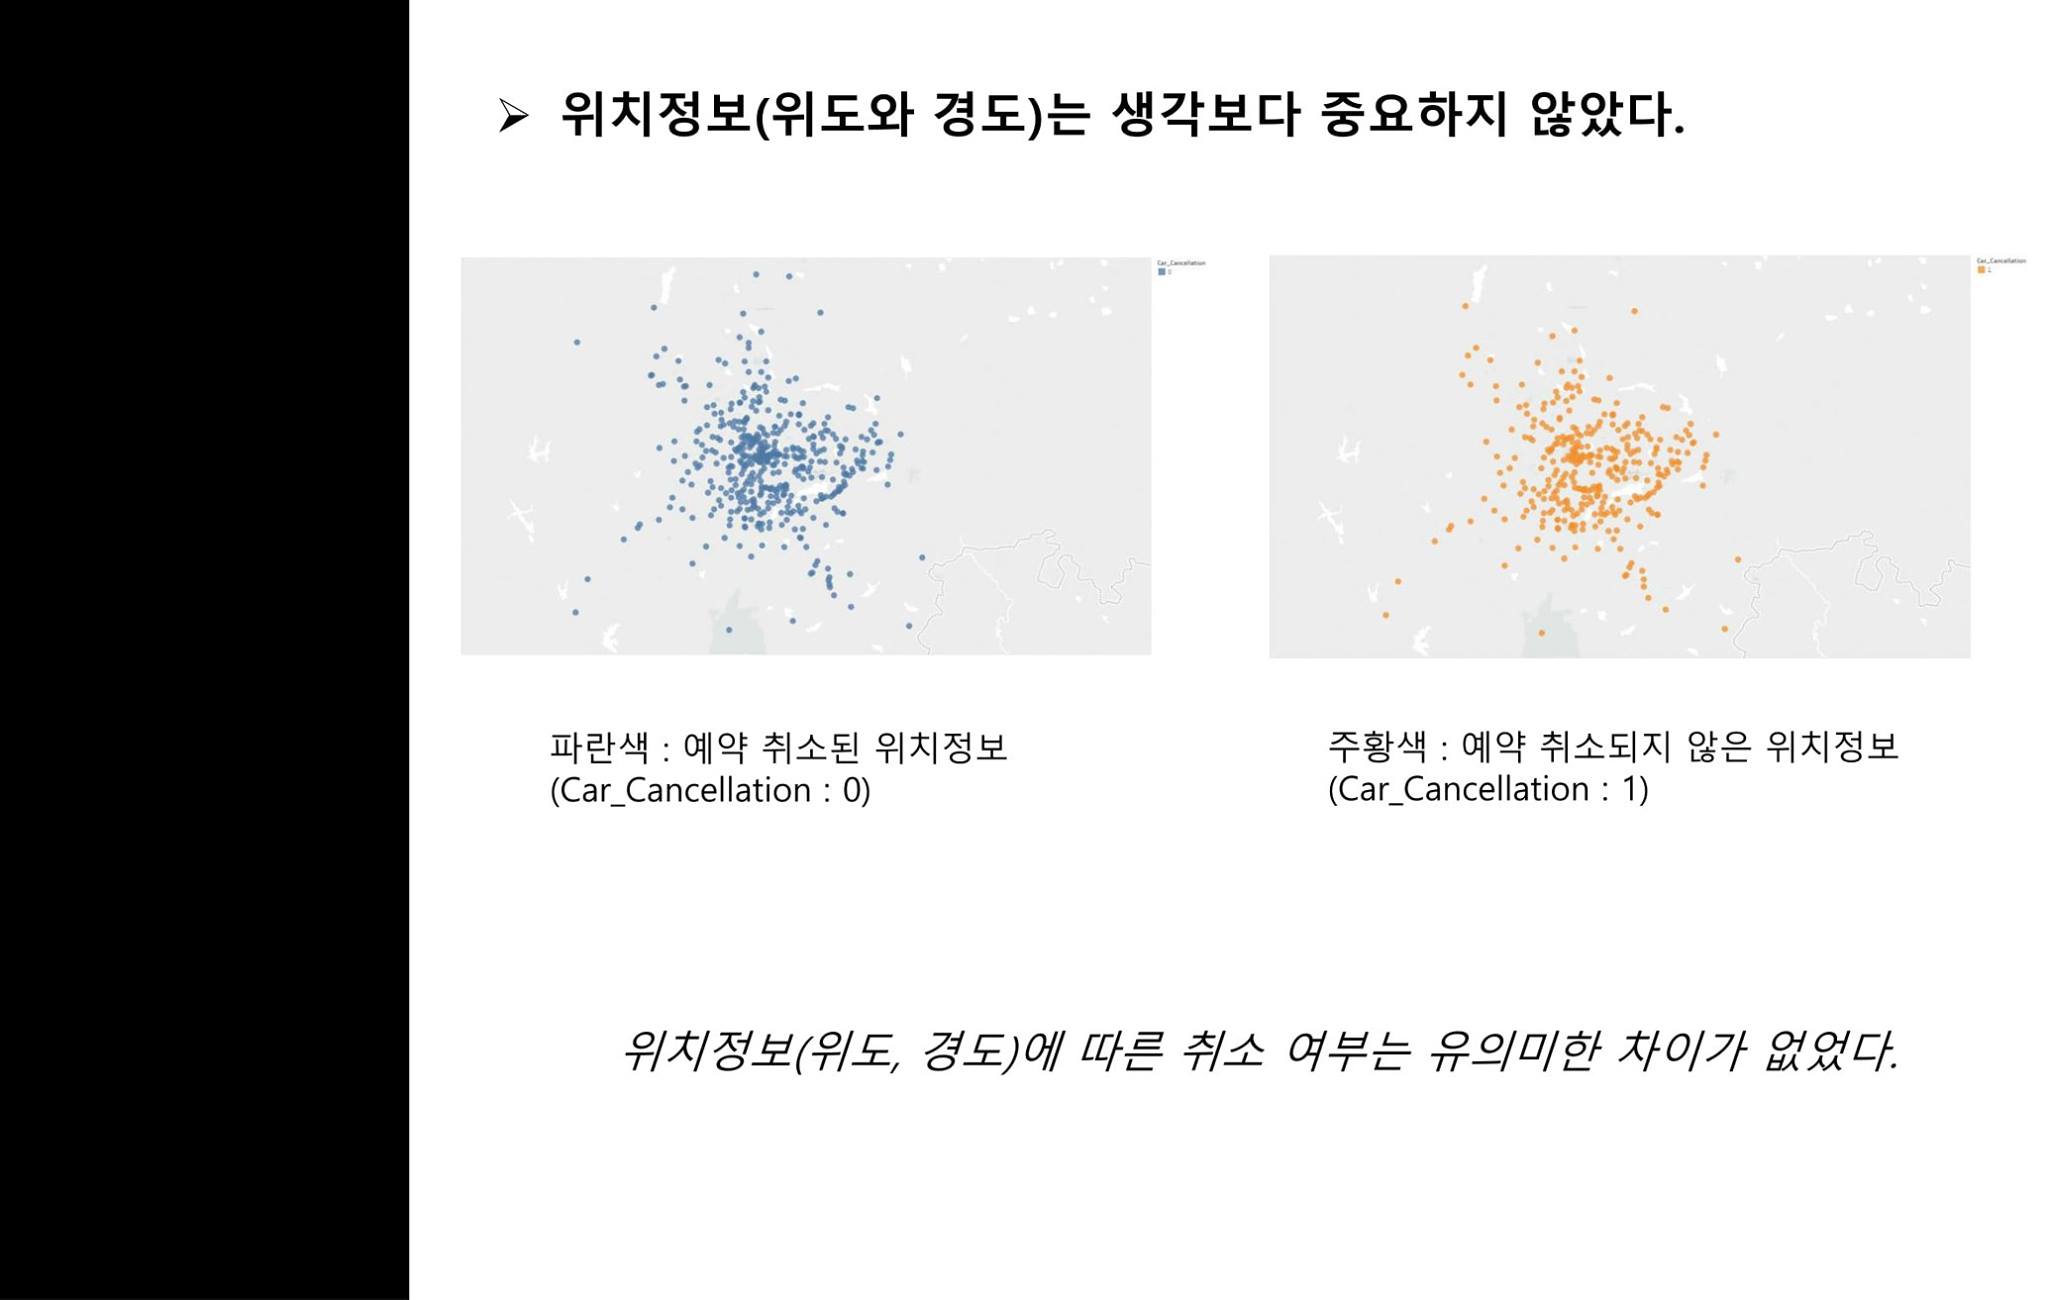 ➢ 위치정보(위도와 경도)는 생각보다 중요하지 않았다.
Car_Cancellation
0
Car_Cancellation
1
파란색 : 예약 취소된 위치정보
(Car_Cancellation : 0)
주황색 : 예약 취소되지 않은 위치정보
(Car_Cancellation : 1)
위치정보(위도, 경도)에 따른 취소 여부는 유의미한 차이가 없었다.